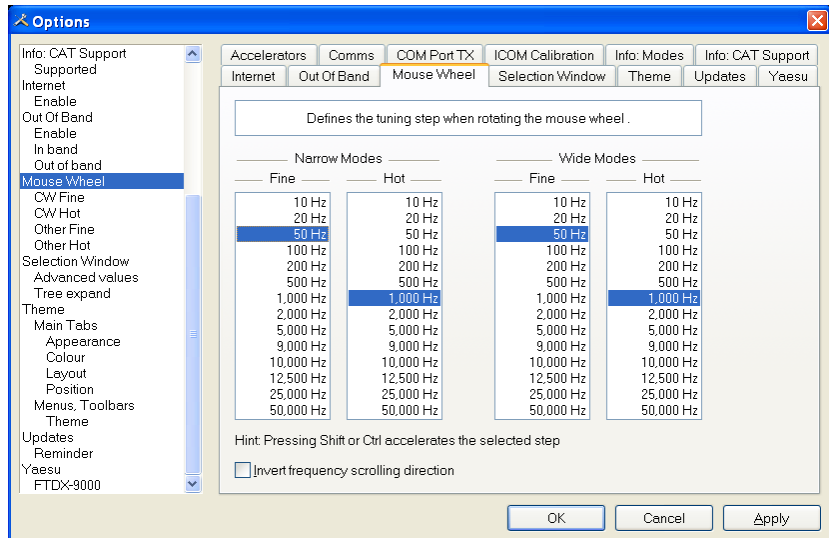 Options
Info: CAT Support
Supported
Internet
Enable
Out Of Band
Enable
In band
Out of band
Mouse Wheel
CW Fine
CW Hot
Other Fine
Other Hot
Selection Window
Advanced values
Tree expand
Theme
Main Tabs
Appearance
Colour
Layout
Position
Menus, Toolbars
Theme
Updates
Reminder
Yaesu
FTDX-9000
Accelerators Comms COM Port TX ICOM Calibration Info: Modes Info: CAT Support
Internet Out Of Band Mouse Wheel Selection Window Theme Updates Yaesu
Defines the tuning step when rotating the mouse wheel .
Narrow Modes Wide Modes
Fine Hot Fine Hot
10 Hz 10 Hz 10 Hz 10 Hz
20 Hz 20 Hz 20 Hz 20 Hz
50 Hz 50 Hz 50 Hz 50 Hz
100 Hz 100 Hz 100 Hz 100 Hz
200 Hz 200 Hz 200 Hz 200 Hz
500 Hz 500 Hz 500 Hz 500 Hz
1,000 Hz 1,000 Hz 1,000 Hz 1,000 Hz
2,000 Hz 2,000 Hz 2,000 Hz 2,000 Hz
5,000 Hz 5,000 Hz 5,000 Hz 5,000 Hz
9,000 Hz 9,000 Hz 9,000 Hz 9,000 Hz
10,000 Hz 10,000 Hz 10,000 Hz 10,000 Hz
12,500 Hz 12,500 Hz 12,500 Hz 12,500 Hz
25,000 Hz 25,000 Hz 25,000 Hz 25,000 Hz
50,000 Hz 50,000 Hz 50,000 Hz 50,000 Hz
Hint: Pressing Shift or Ctrl accelerates the selected step
Invert frequency scrolling direction
OK Cancel Apply